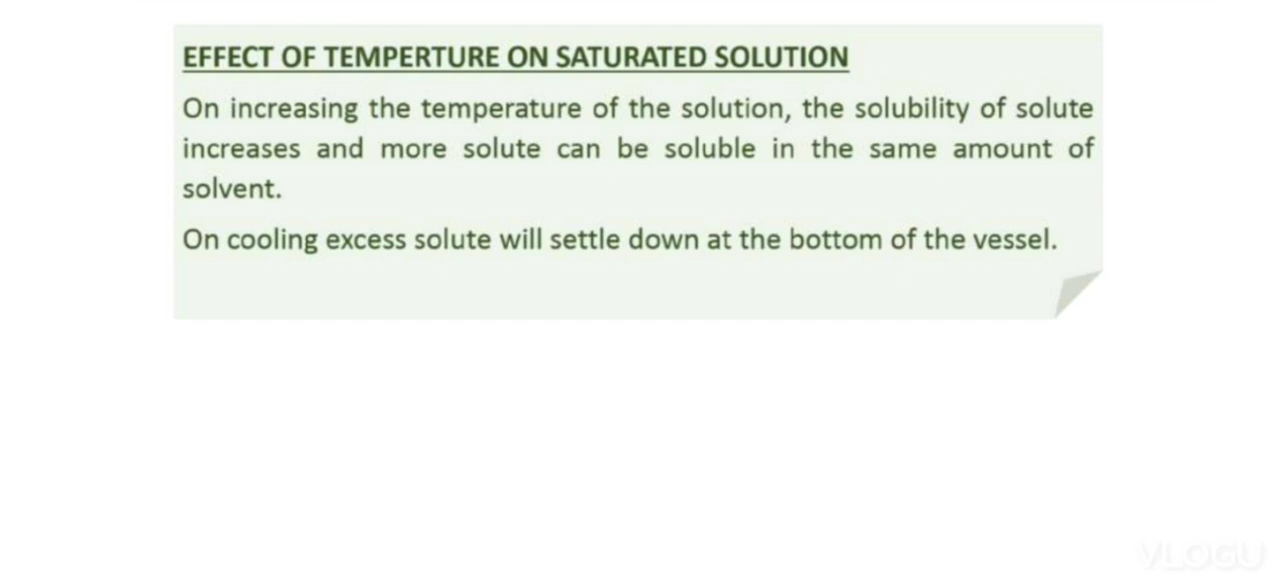 EFFECT OF TEMPERTURE ON SATURATED SOLUTION
On increasing the temperature of the solution, the solubility of solute
increases and more solute can be soluble in the same amount of
solvent.
On cooling excess solute will settle down at the bottom of the vessel.
VLOGU